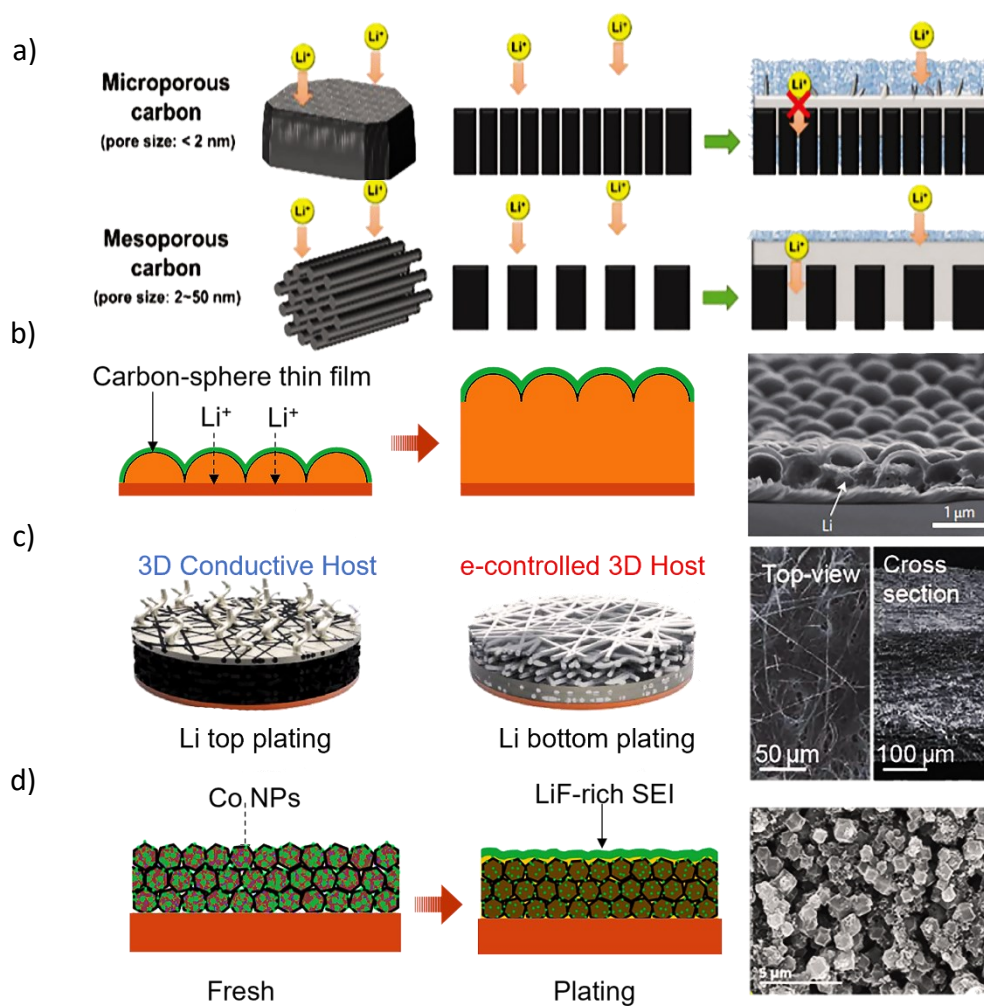 a)
Li⁺
Li⁺
Li⁺
Li⁺
Li⁺
Li⁺
Microporous
carbon
(pore size: < 2 nm)
Li⁺
Li⁺
Li⁺
Li⁺
Li⁺
Li⁺
Mesoporous
carbon
(pore size: 2~50 nm)
b)
Carbon-sphere thin film
Li⁺
Li⁺
Li
1 μm
c)
3D Conductive Host
e-controlled 3D Host
Top-view
Cross
section
50 μm
100 μm
Li top plating
Li bottom plating
d)
Co NPs
LiF-rich SEI
5 μm
Fresh
Plating